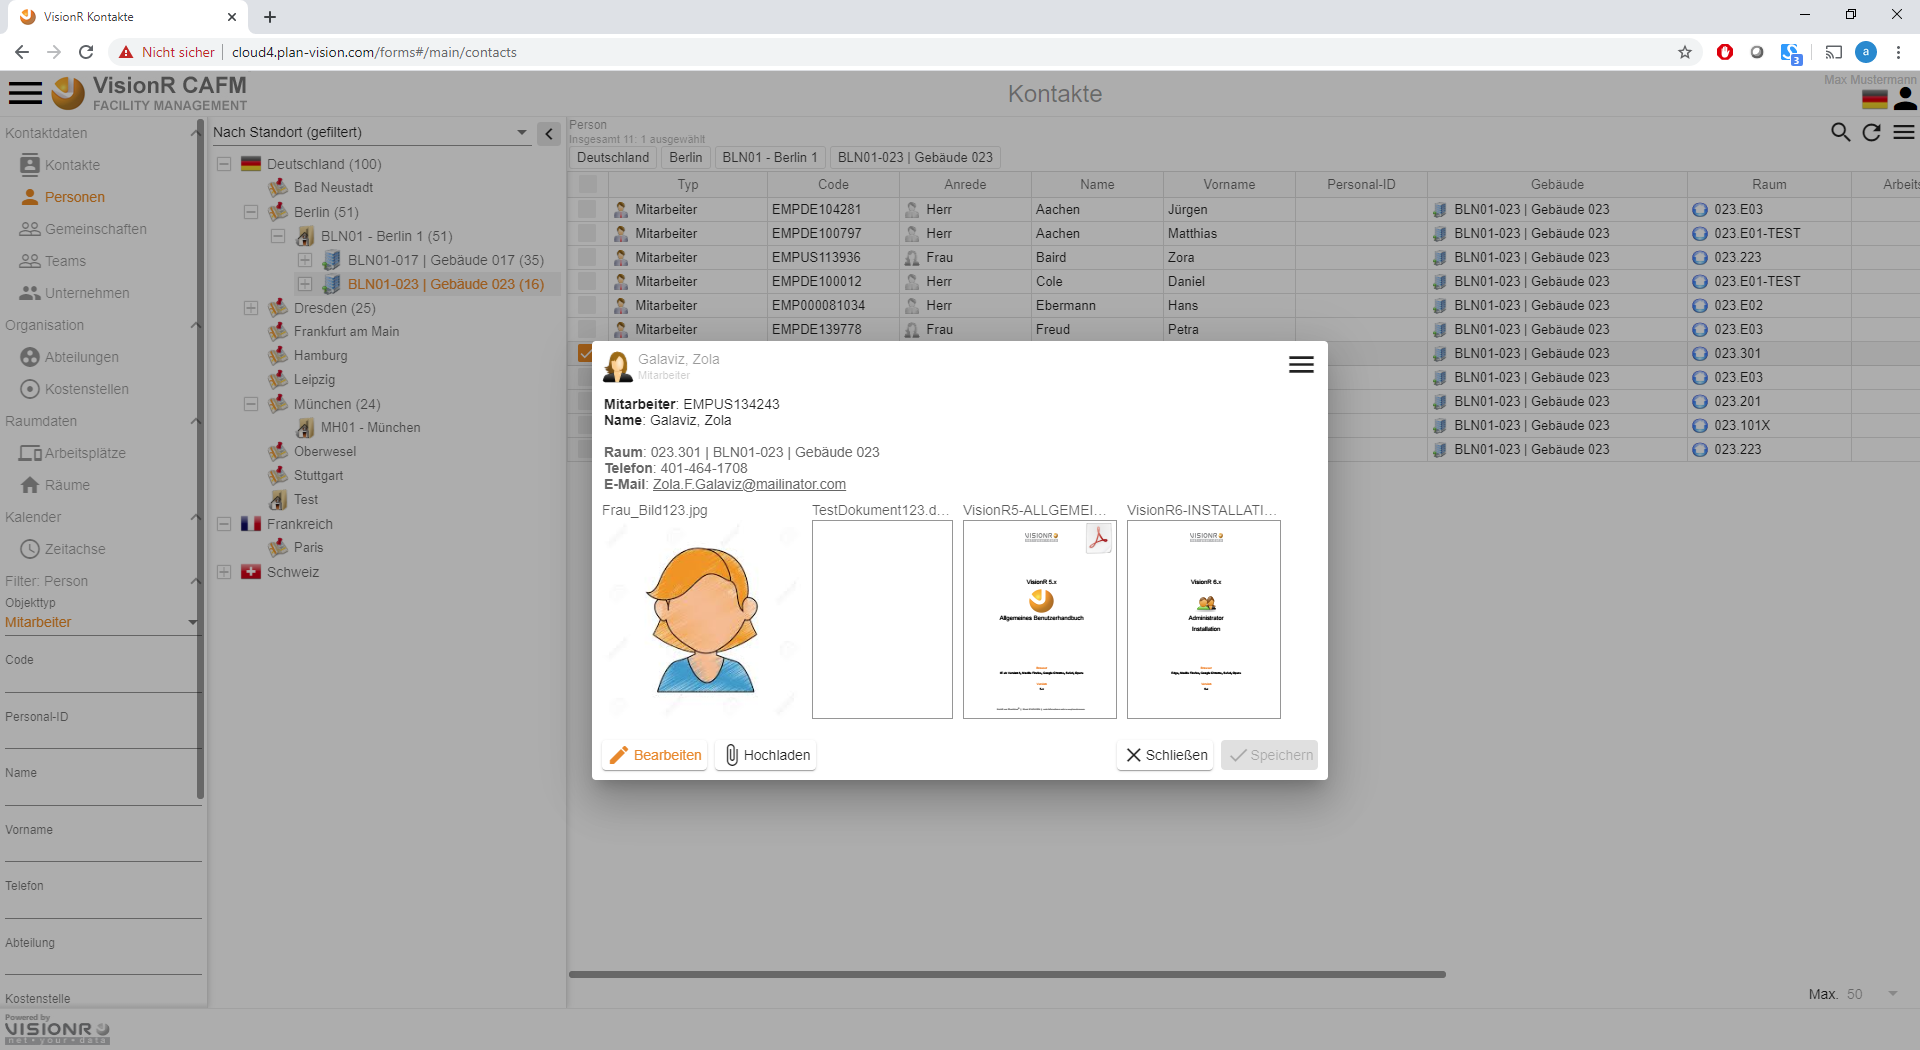 VisionR Kontakte
Nicht sicher
cloud4.plan-vision.com/forms#/main/contacts
3
a
VisionR CAFM
FACILITY MANAGEMENT
Kontakte
Max Mustermann
Kontaktdaten
Kontakte
Personen
Gemeinschaften
Teams
Unternehmen
Organisation
Abteilungen
Kostenstellen
Raumdaten
Arbeitsplätze
Räume
Kalender
Zeitachse
Filter: Person
Objekttyp
Mitarbeiter
Code
Personal-ID
Name
Vorname
Telefon
Abteilung
Kostenstelle
Nach Standort (gefiltert)
Deutschland (100)
Bad Neustadt
Berlin (51)
BLN01 - Berlin 1 (51)
BLN01-017 | Gebäude 017 (35)
BLN01-023 | Gebäude 023 (16)
Dresden (25)
Frankfurt am Main
Hamburg
Leipzig
München (24)
MH01 - München
Oberwesel
Stuttgart
Test
Frankreich
Paris
Schweiz
Person
Insgesamt 11: 1 ausgewählt
Deutschland Berlin BLN01 - Berlin 1 BLN01-023 | Gebäude 023
Typ Code Anrede Name Vorname Personal-ID Gebäude Raum Arbeits
Mitarbeiter EMPDE104281 Herr Aachen Jürgen BLN01-023 | Gebäude 023 023.E03
Mitarbeiter EMPDE100797 Herr Aachen Matthias BLN01-023 | Gebäude 023 023.E01-TEST
Mitarbeiter EMPUS113936 Frau Baird Zora BLN01-023 | Gebäude 023 023.223
Mitarbeiter EMPDE100012 Herr Cole Daniel BLN01-023 | Gebäude 023 023.E01-TEST
Mitarbeiter EMP000081034 Herr Ebermann Hans BLN01-023 | Gebäude 023 023.E02
Mitarbeiter EMPDE139778 Frau Freud Petra BLN01-023 | Gebäude 023 023.E03
BLN01-023 | Gebäude 023 023.301
BLN01-023 | Gebäude 023 023.E03
BLN01-023 | Gebäude 023 023.201
BLN01-023 | Gebäude 023 023.101X
BLN01-023 | Gebäude 023 023.223
Galaviz, Zola
Mitarbeiter
Mitarbeiter: EMPUS134243
Name: Galaviz, Zola
Raum: 023.301 | BLN01-023 | Gebäude 023
Telefon: 401-464-1708
E-Mail: Zola.F.Galaviz@mailinator.com
Frau_Bild123.jpg
TestDokument123.d...
VisionR5-ALLGEMEI...
VISIONR
VisionR 5.x
Allgemeines Benutzerhandbuch
VisionR6-INSTALLATI...
VISIONR
VisionR 6.x
Administrator
Installation
Bearbeiten
Hochladen
Schließen
Speichern
Max. 50
Powered by
VISIONR
net • your • data